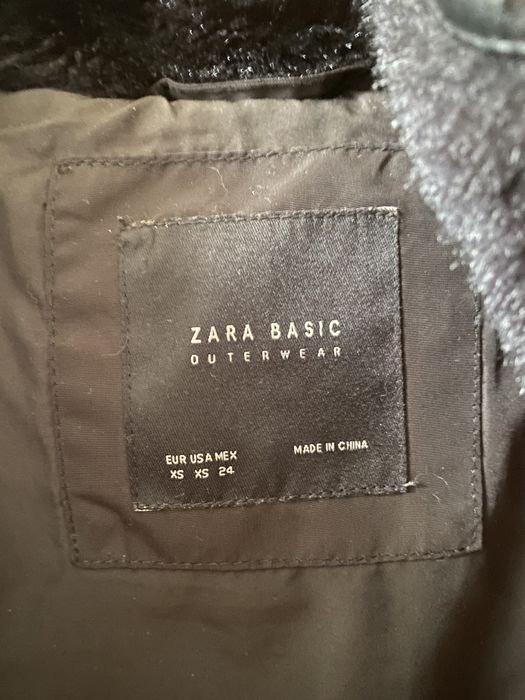 ZARA BASIC
OUTERWEAR
EUR USA MEX
XS XS 24
MADE IN CHINA